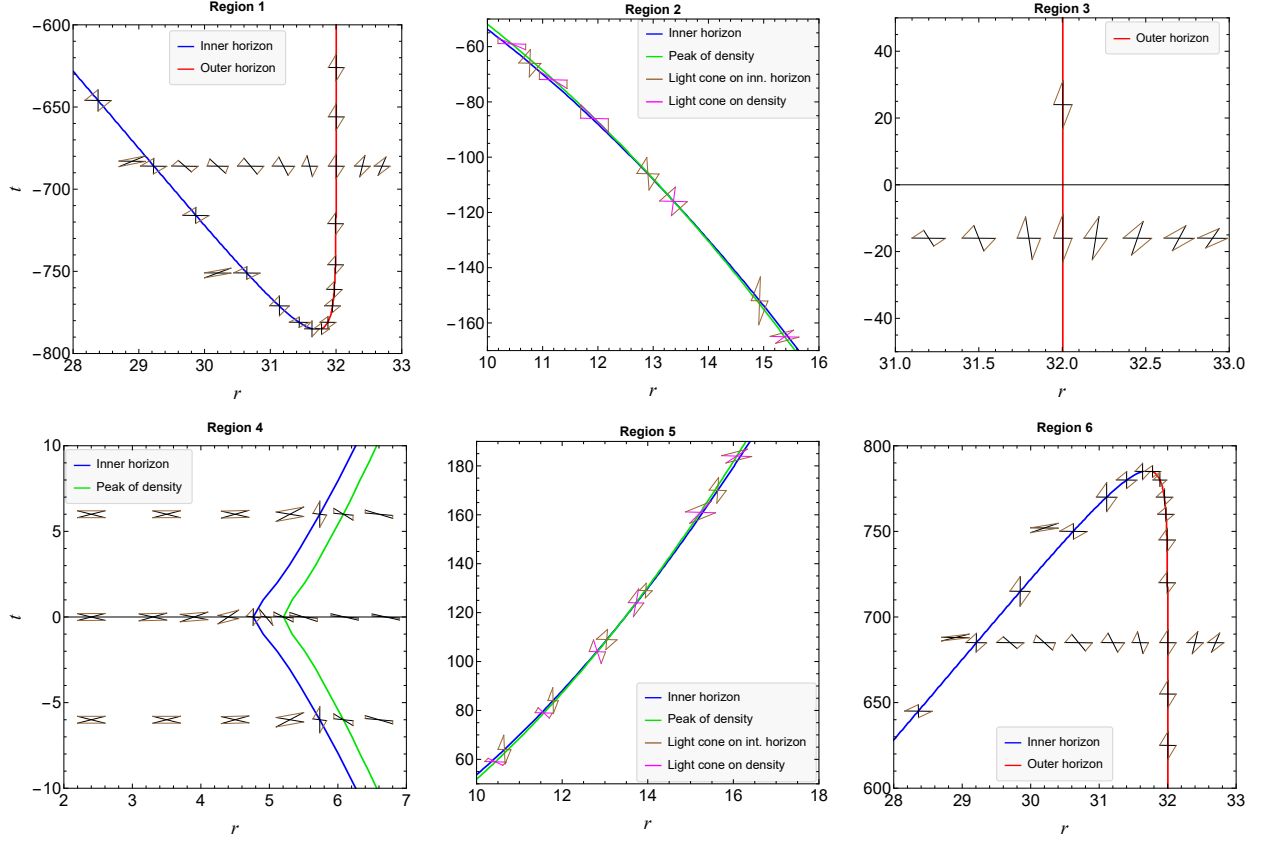 Region 1
Inner horizon
Outer horizon
−600
−650
−700
−750
−800
28 29 30 31 32 33
t
r
Region 2
Inner horizon
Peak of density
Light cone on inn. horizon
Light cone on density
−60
−80
−100
−120
−140
−160
10 11 12 13 14 15 16
r
Region 3
Outer horizon
40
20
0
−20
−40
31.0 31.5 32.0 32.5 33.0
r
Region 4
Inner horizon
Peak of density
10
5
0
−5
−10
2 3 4 5 6 7
t
r
Region 5
Inner horizon
Peak of density
Light cone on int. horizon
Light cone on density
180
160
140
120
100
80
60
10 12 14 16 18
r
Region 6
Inner horizon
Outer horizon
800
750
700
650
600
28 29 30 31 32 33
r